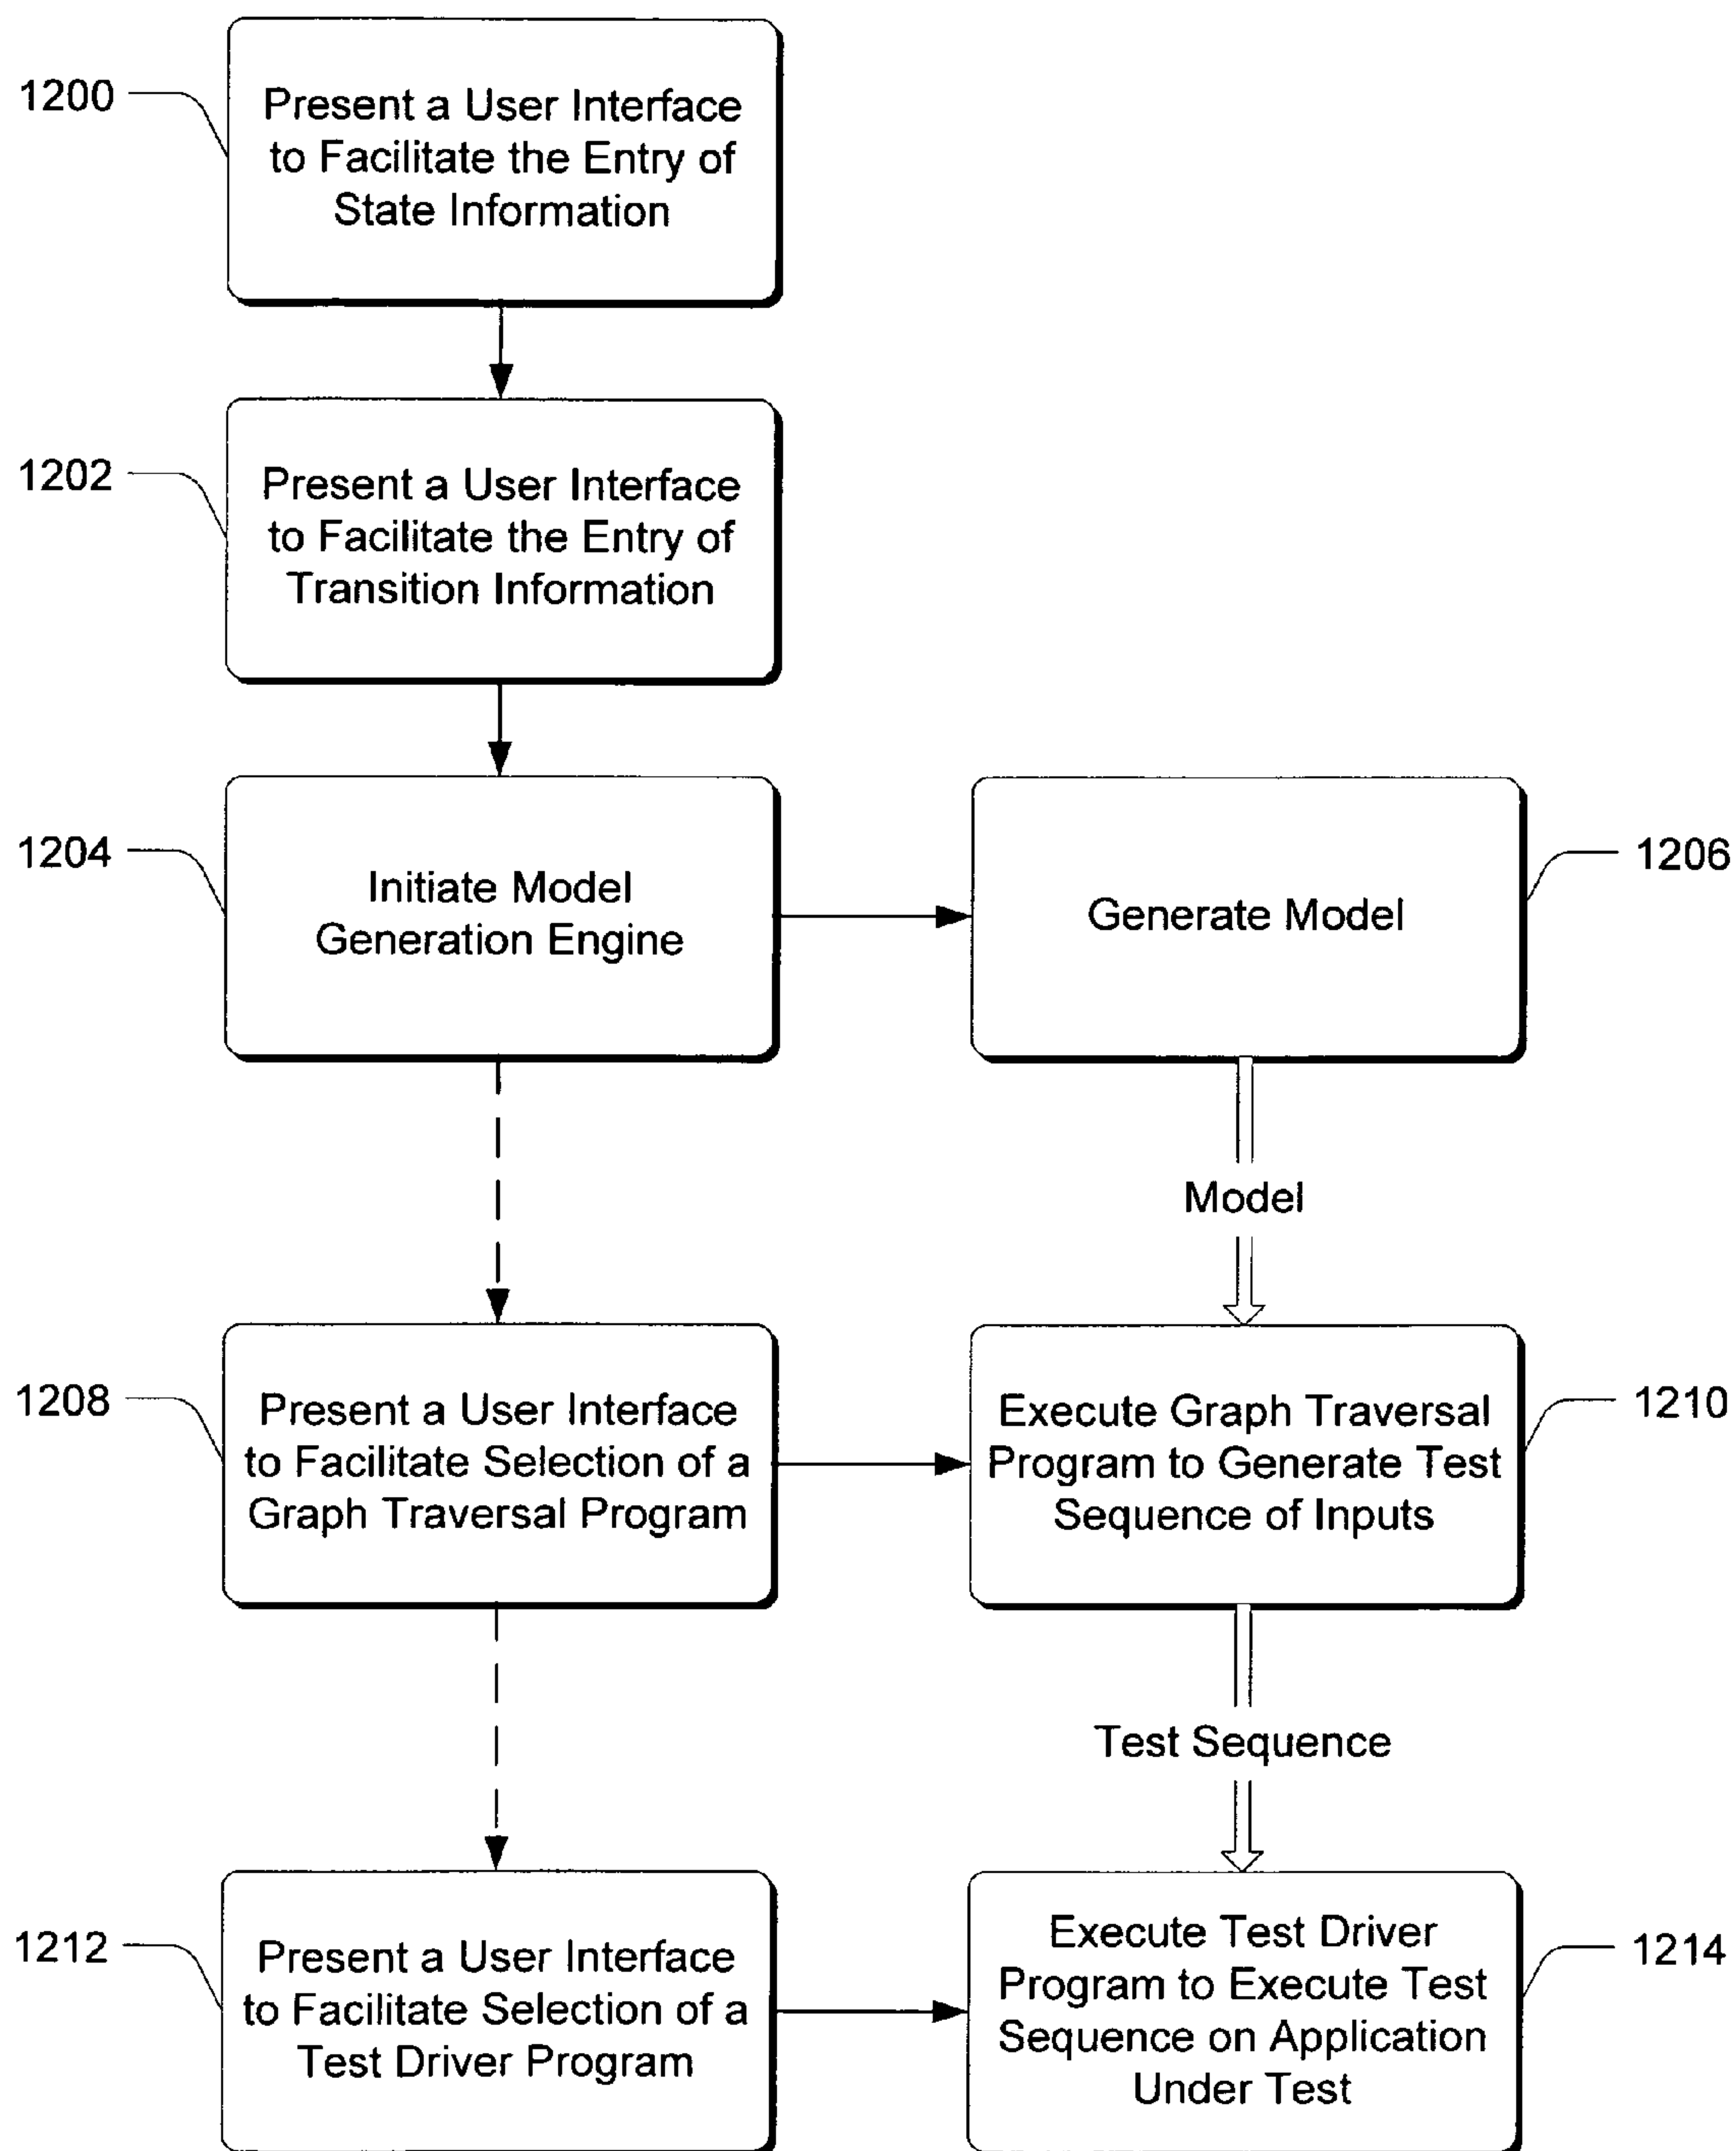 1200
Present a User Interface
to Facilitate the Entry of
State Information
1202
Present a User Interface
to Facilitate the Entry of
Transition Information
1204
Initiate Model
Generation Engine
Generate Model
1206
Model
1208
Present a User Interface
to Facilitate Selection of a
Graph Traversal Program
Execute Graph Traversal
Program to Generate Test
Sequence of Inputs
1210
Test Sequence
1212
Present a User Interface
to Facilitate Selection of a
Test Driver Program
Execute Test Driver
Program to Execute Test
Sequence on Application
Under Test
1214